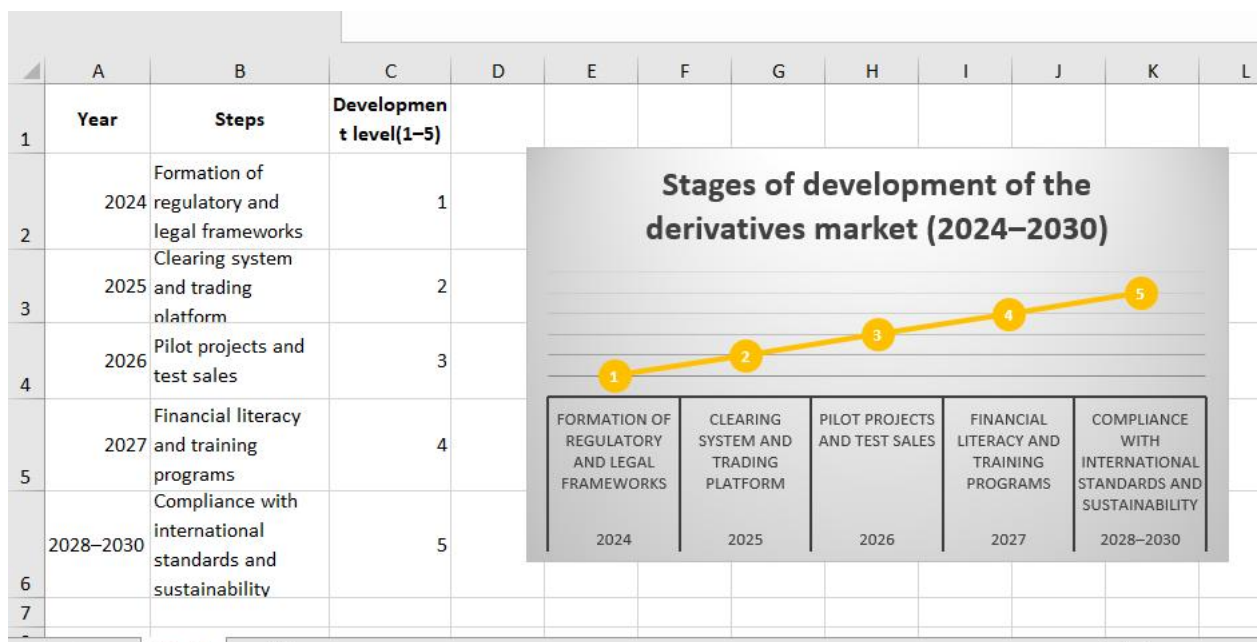 A B C D E F G H I J K L
1 Year Steps Developmen
t level(1–5)
2 2024 Formation of
regulatory and
legal frameworks 1
3 2025 Clearing system
and trading
platform 2
4 2026 Pilot projects and
test sales 3
5 2027 Financial literacy
and training
programs 4
6 2028–2030 Compliance with
international
standards and
sustainability 5
7
Stages of development of the
derivatives market (2024–2030)
1 2 3 4 5
FORMATION OF
REGULATORY
AND LEGAL
FRAMEWORKS
2024
CLEARING
SYSTEM AND
TRADING
PLATFORM
2025
PILOT PROJECTS
AND TEST SALES
2026
FINANCIAL
LITERACY AND
TRAINING
PROGRAMS
2027
COMPLIANCE
WITH
INTERNATIONAL
STANDARDS AND
SUSTAINABILITY
2028–2030